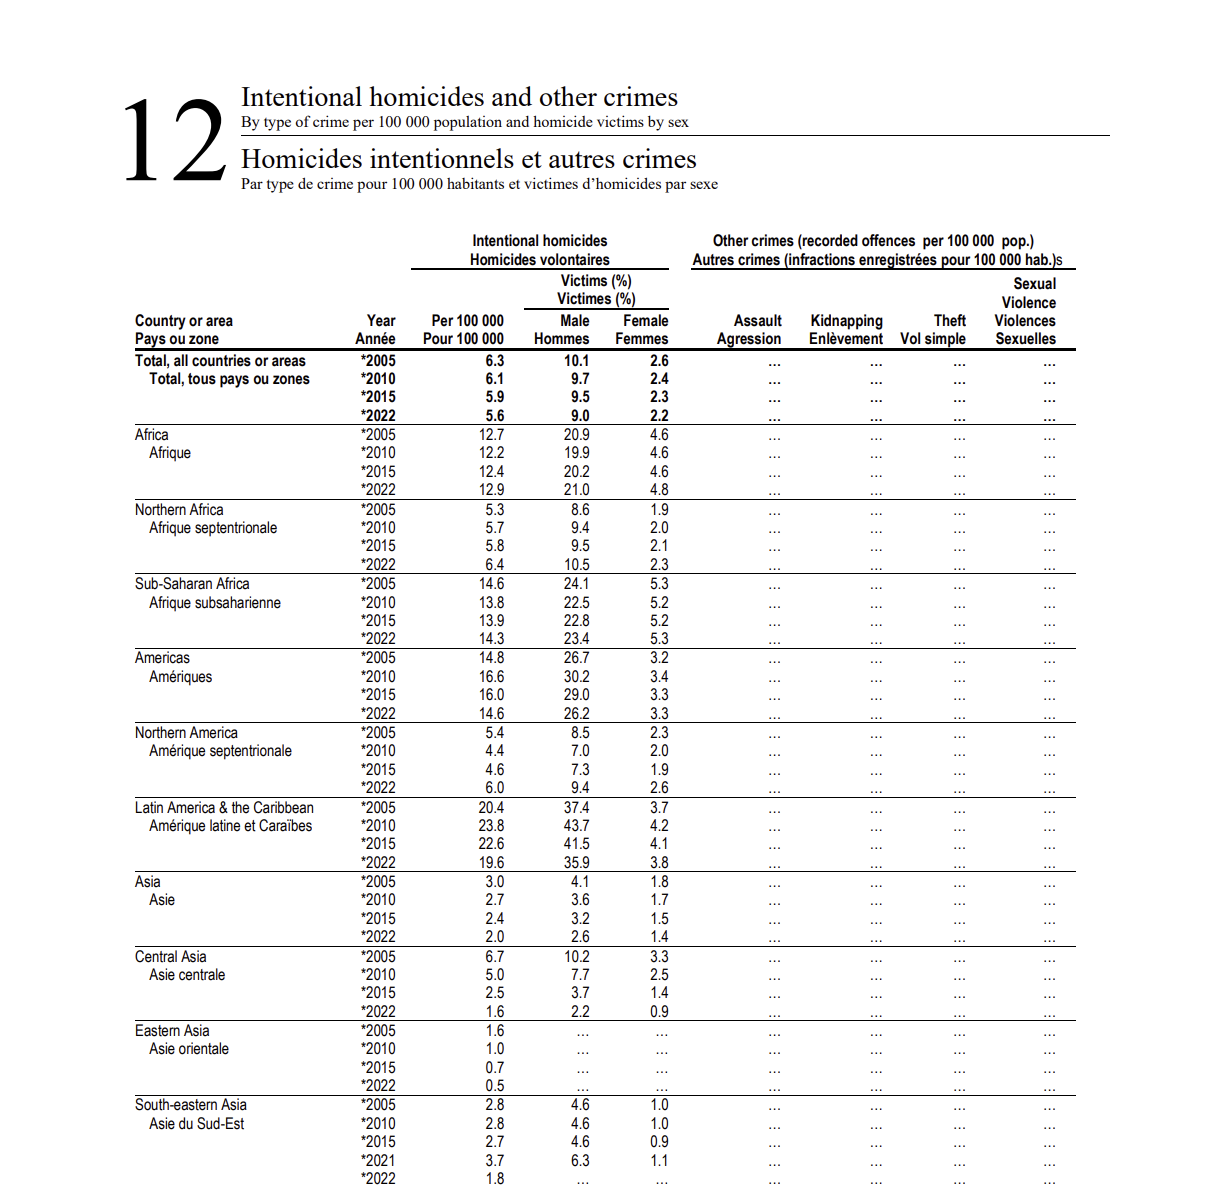 12
Intentional homicides and other crimes
By type of crime per 100 000 population and homicide victims by sex
Homicides intentionnels et autres crimes
Par type de crime pour 100 000 habitants et victimes d’homicides par sexe
Intentional homicides Other crimes (recorded offences per 100 000 pop.)
Homicides volontaires Autres crimes (infractions enregistrées pour 100 000 hab.)s
Victims (%) Sexual
Victimes (%) Violence
Country or area Year Per 100 000 Male Female Assault Kidnapping Theft Violences
Pays ou zone Année Pour 100 000 Hommes Femmes Agression Enlèvement Vol simple Sexuelles
Total, all countries or areas *2005 6.3 10.1 2.6 ... ... ... ...
Total, tous pays ou zones *2010 6.1 9.7 2.4 ... ... ... ...
*2015 5.9 9.5 2.3 ... ... ... ...
*2022 5.6 9.0 2.2 ... ... ... ...
Africa *2005 12.7 20.9 4.6 ... ... ... ...
Afrique *2010 12.2 19.9 4.6 ... ... ... ...
*2015 12.4 20.2 4.6 ... ... ... ...
*2022 12.9 21.0 4.8 ... ... ... ...
Northern Africa *2005 5.3 8.6 1.9 ... ... ... ...
Afrique septentrionale *2010 5.7 9.4 2.0 ... ... ... ...
*2015 5.8 9.5 2.1 ... ... ... ...
*2022 6.4 10.5 2.3 ... ... ... ...
Sub-Saharan Africa *2005 14.6 24.1 5.3 ... ... ... ...
Afrique subsaharienne *2010 13.8 22.5 5.2 ... ... ... ...
*2015 13.9 22.8 5.2 ... ... ... ...
*2022 14.3 23.4 5.3 ... ... ... ...
Americas *2005 14.8 26.7 3.2 ... ... ... ...
Amériques *2010 16.6 30.2 3.4 ... ... ... ...
*2015 16.0 29.0 3.3 ... ... ... ...
*2022 14.6 26.2 3.3 ... ... ... ...
Northern America *2005 5.4 8.5 2.3 ... ... ... ...
Amérique septentrionale *2010 4.4 7.0 2.0 ... ... ... ...
*2015 4.6 7.3 1.9 ... ... ... ...
*2022 6.0 9.4 2.6 ... ... ... ...
Latin America & the Caribbean *2005 20.4 37.4 3.7 ... ... ... ...
Amérique latine et Caraïbes *2010 23.8 43.7 4.2 ... ... ... ...
*2015 22.6 41.5 4.1 ... ... ... ...
*2022 19.6 35.9 3.8 ... ... ... ...
Asia *2005 3.0 4.1 1.8 ... ... ... ...
Asie *2010 2.7 3.6 1.7 ... ... ... ...
*2015 2.4 3.2 1.5 ... ... ... ...
*2022 2.0 2.6 1.4 ... ... ... ...
Central Asia *2005 6.7 10.2 3.3 ... ... ... ...
Asie centrale *2010 5.0 7.7 2.5 ... ... ... ...
*2015 2.5 3.7 1.4 ... ... ... ...
*2022 1.6 2.2 0.9 ... ... ... ...
Eastern Asia *2005 1.6 ... ... ... ... ... ...
Asie orientale *2010 1.0 ... ... ... ... ... ...
*2015 0.7 ... ... ... ... ... ...
*2022 0.5 ... ... ... ... ... ...
South-eastern Asia *2005 2.8 4.6 1.0 ... ... ... ...
Asie du Sud-Est *2010 2.8 4.6 1.0 ... ... ... ...
*2015 2.7 4.6 0.9 ... ... ... ...
*2021 3.7 6.3 1.1 ... ... ... ...
*2022 1.8 ... ... ... ... ... ...